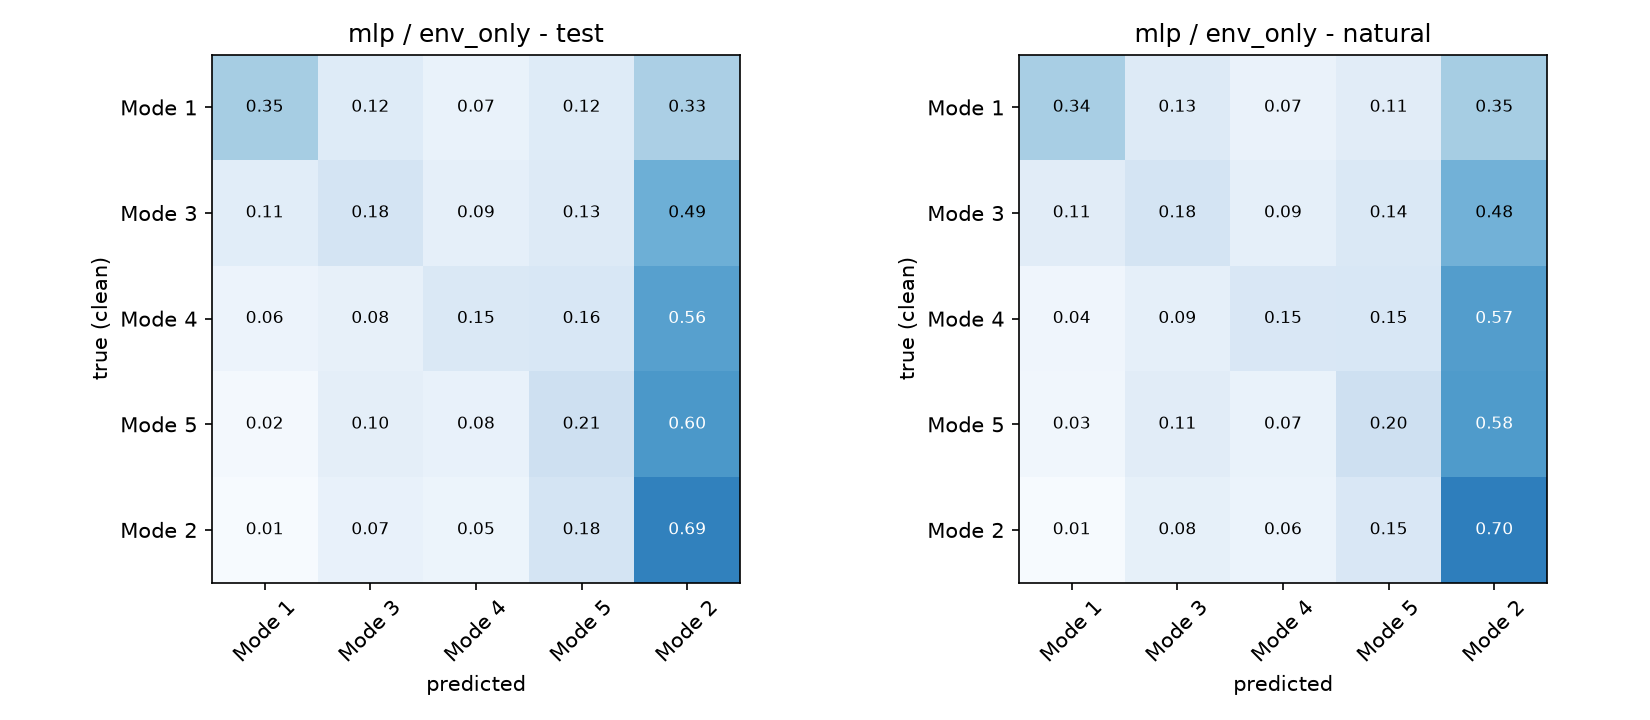 mlp / env_only - test
true (clean)
Mode 1 0.35 0.12 0.07 0.12 0.33
Mode 3 0.11 0.18 0.09 0.13 0.49
Mode 4 0.06 0.08 0.15 0.16 0.56
Mode 5 0.02 0.10 0.08 0.21 0.60
Mode 2 0.01 0.07 0.05 0.18 0.69
Mode 1 Mode 3 Mode 4 Mode 5 Mode 2
predicted
mlp / env_only - natural
true (clean)
Mode 1 0.34 0.13 0.07 0.11 0.35
Mode 3 0.11 0.18 0.09 0.14 0.48
Mode 4 0.04 0.09 0.15 0.15 0.57
Mode 5 0.03 0.11 0.07 0.20 0.58
Mode 2 0.01 0.08 0.06 0.15 0.70
Mode 1 Mode 3 Mode 4 Mode 5 Mode 2
predicted